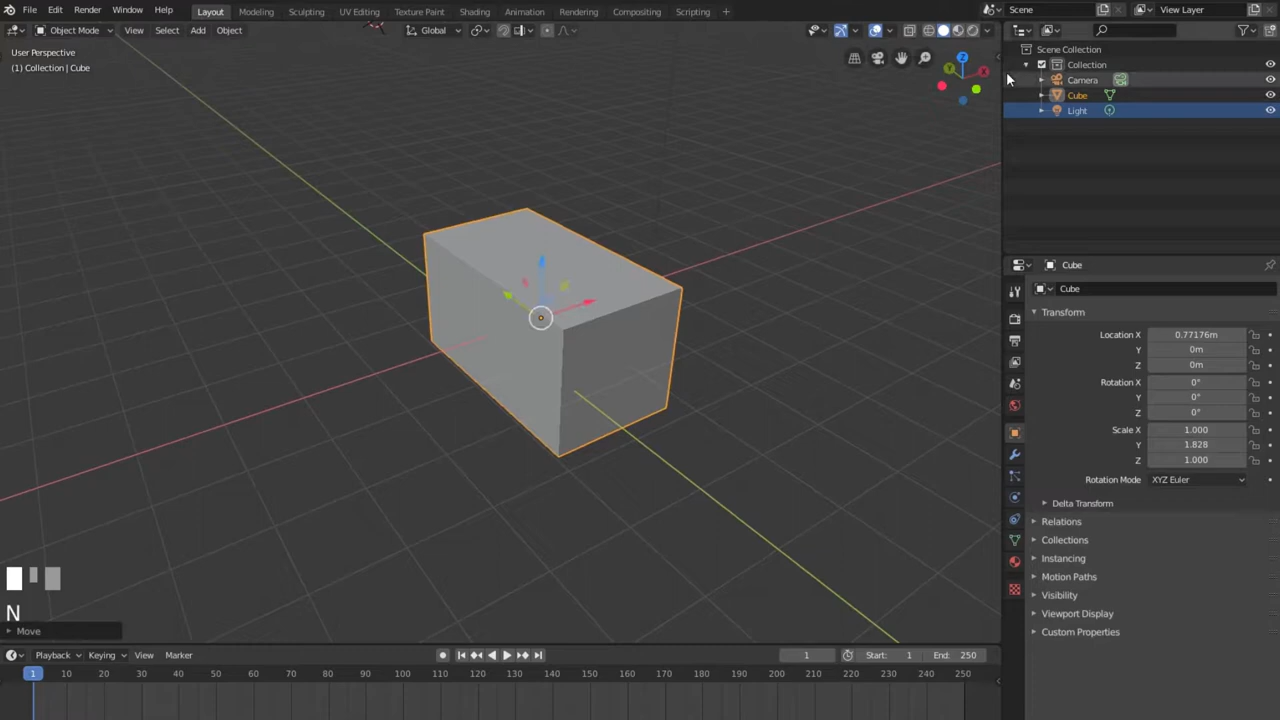 File Edit Render Window Help Layout Modeling Sculpting UV Editing Texture Paint Shading Animation Rendering Compositing Scripting + Scene View Layer
Object Mode View Select Add Object Global
User Perspective
(1) Collection | Cube
Scene Collection
Collection
Camera
Cube
Light
Y
Z
X
Cube
Cube
Transform
Location X 0.77176m
Y 0m
Z 0m
Rotation X 0°
Y 0°
Z 0°
Scale X 1.000
Y 1.828
Z 1.000
Rotation Mode XYZ Euler
Delta Transform
Relations
Collections
Instancing
Motion Paths
Visibility
Viewport Display
Custom Properties
N
Move
Playback Keying View Marker 1 Start: 1 End: 250
1 10 20 30 40 50 60 70 80 90 100 110 120 130 140 150 160 170 180 190 200 210 220 230 240 250